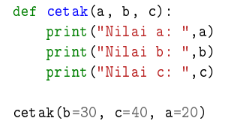 def cetak(a, b, c):
    print("Nilai a: ",a)
    print("Nilai b: ",b)
    print("Nilai c: ",c)

cetak(b=30, c=40, a=20)